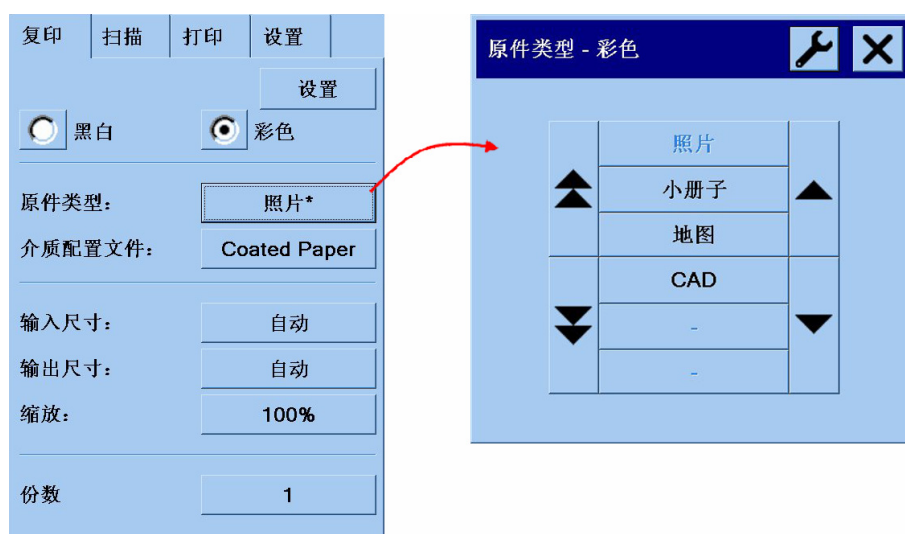 复印 扫描 打印 设置
设置
黑白 彩色
原件类型: 照片*
介质配置文件: Coated Paper
输入尺寸: 自动
输出尺寸: 自动
缩放: 100%
份数 1
原件类型 - 彩色
照片
小册子
地图
CAD
-
-